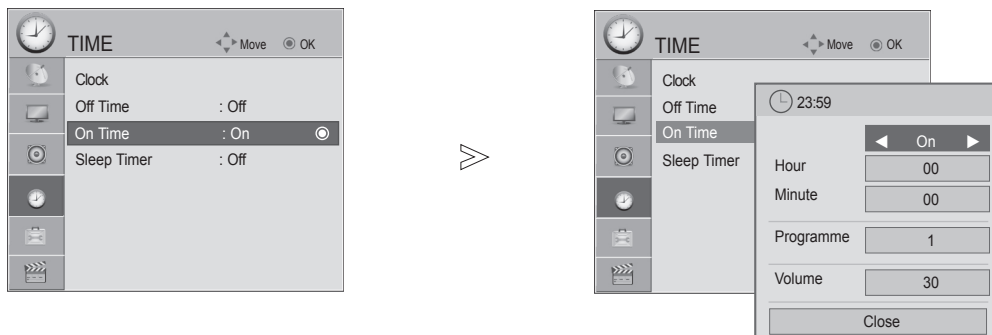 TIME Move OK
Clock
Off Time : Off
On Time : On
Sleep Timer : Off
TIME Move OK
Clock
Off Time
On Time
Sleep Timer
23:59
On
Hour 00
Minute 00
Programme 1
Volume 30
Close